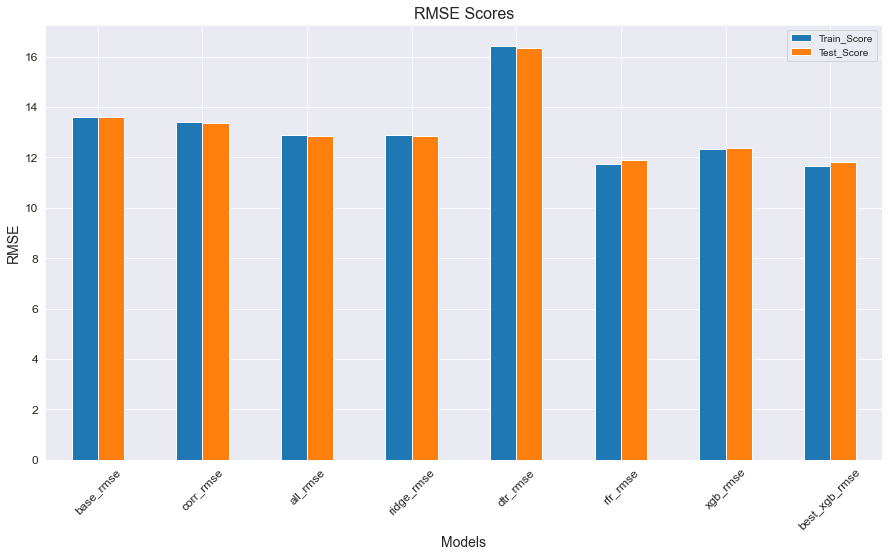 RMSE Scores
Train_Score
Test_Score
16
14
12
10
8
6
4
2
0
RMSE
base_rmse
corr_rmse
all_rmse
ridge_rmse
dtr_rmse
rfr_rmse
xgb_rmse
best_xgb_rmse
Models